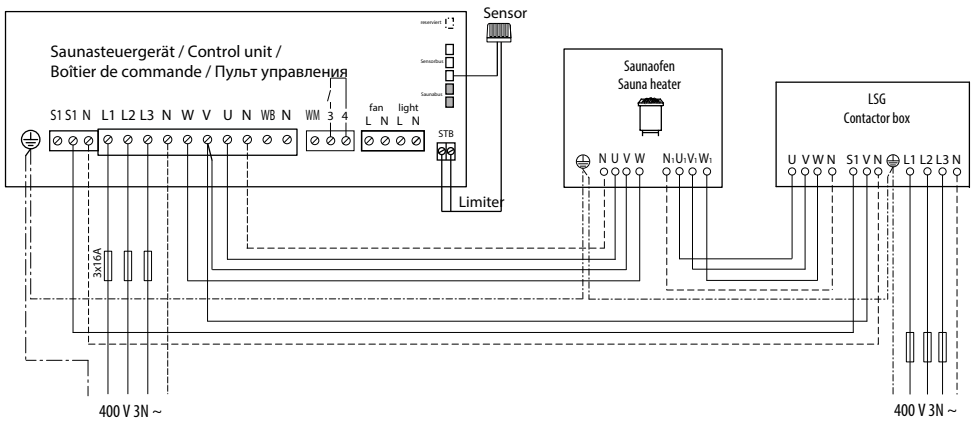 Sensor
reserviert
Saunasteuergerät / Control unit /
Boîtier de commande / Пульт управления
Sensorbus
Saunabus
S1 S1 N L1 L2 L3 N W V U N WB N WM 3 4
fan light
L N L N
STB
Limiter
Saunaofen
Sauna heater
N U V W N1 U1 V1 W1
LSG
Contactor box
U V W N S1 V N L1 L2 L3 N
3x16A
400 V 3N ~
400 V 3N ~